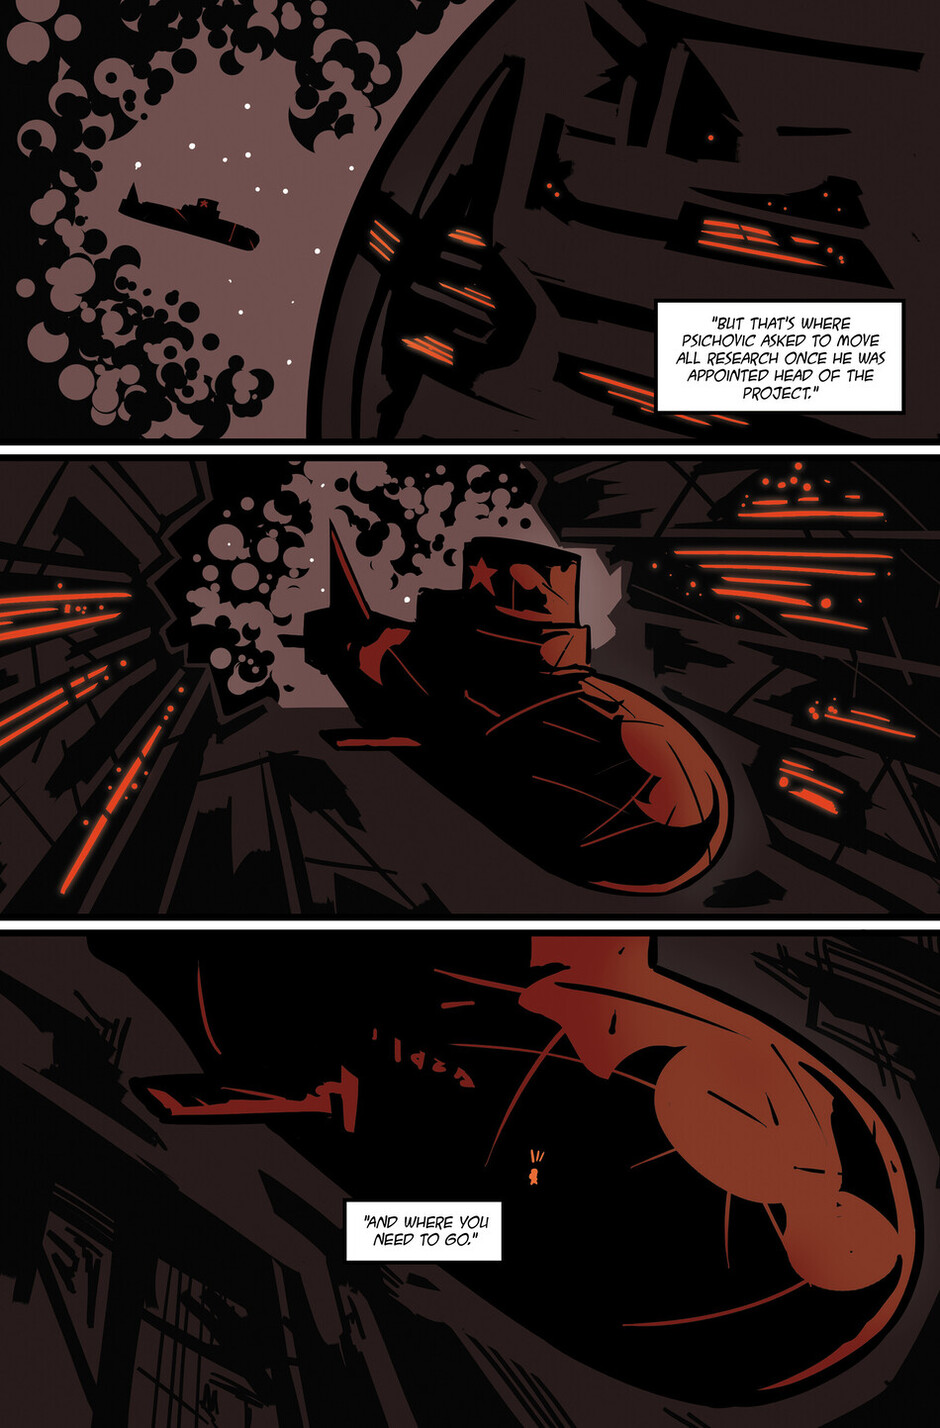 "BUT THAT'S WHERE
PSICHOVIC ASKED TO MOVE
ALL RESEARCH ONCE HE WAS
APPOINTED HEAD OF THE
PROJECT."
"AND WHERE YOU
NEED TO GO."